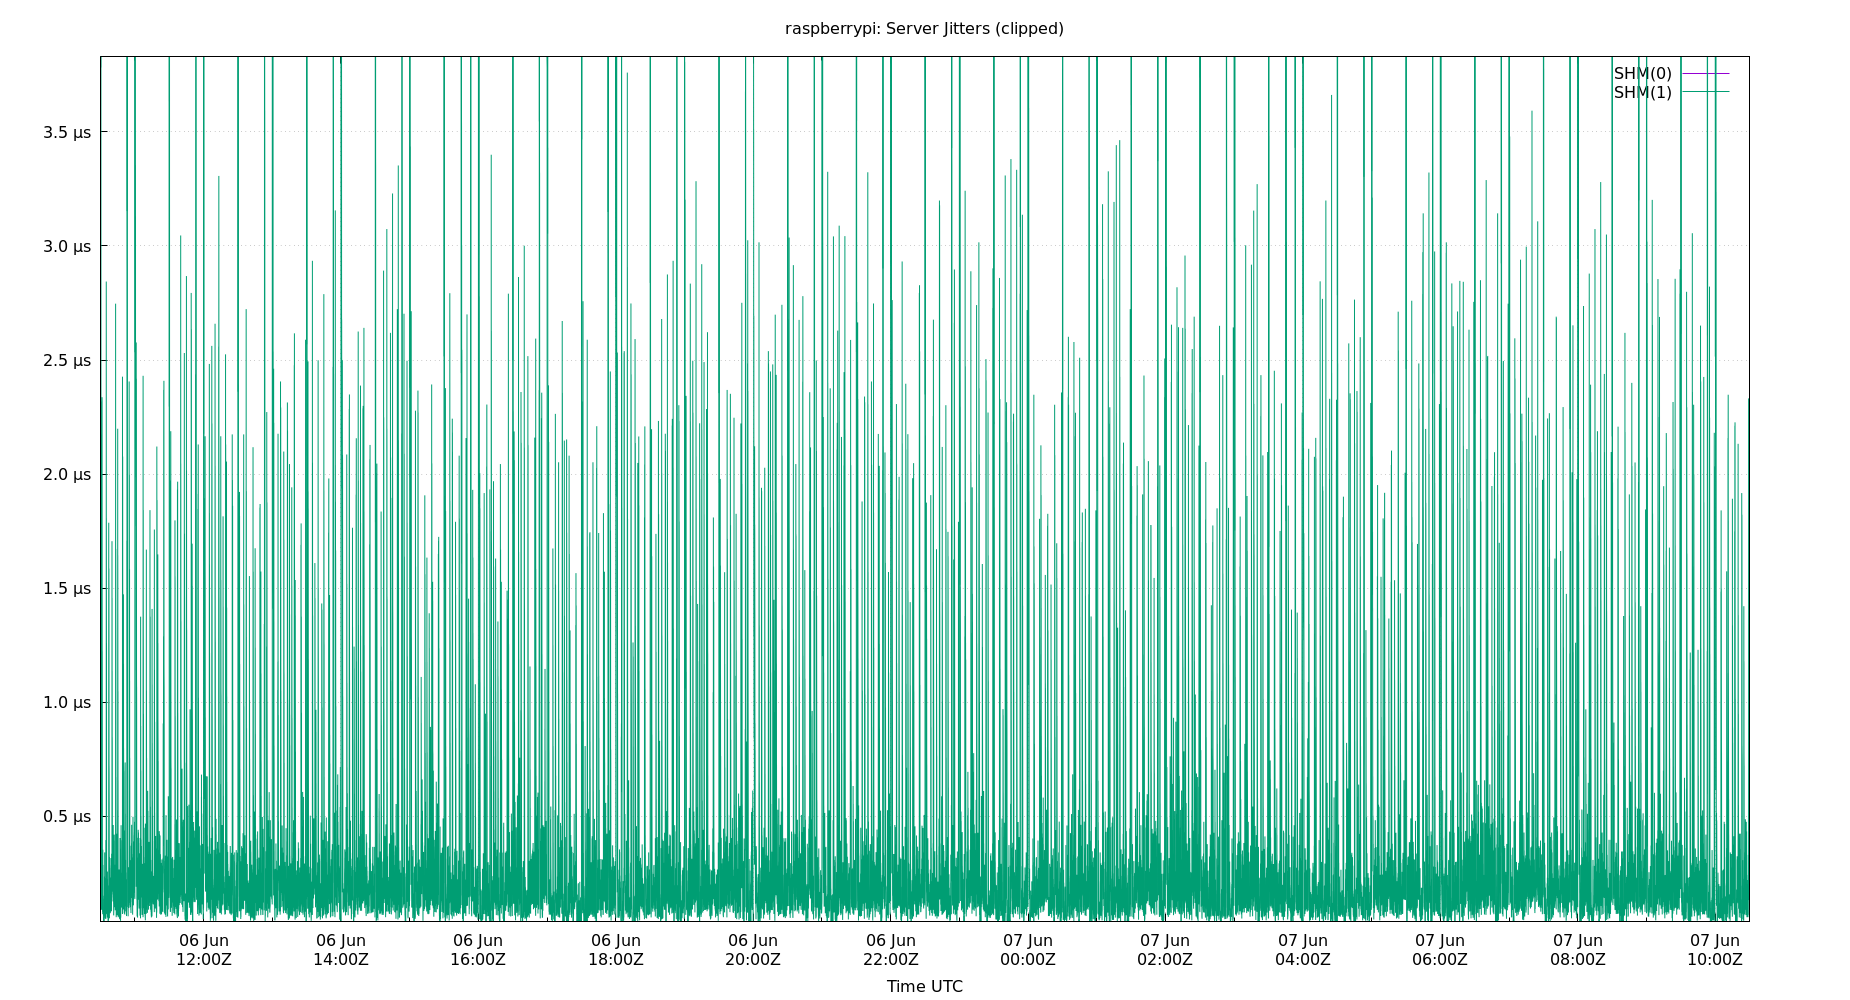 raspberrypi: Server Jitters (clipped)
SHM(0)
SHM(1)
3.5 µs
3.0 µs
2.5 µs
2.0 µs
1.5 µs
1.0 µs
0.5 µs
06 Jun 06 Jun 06 Jun 06 Jun 06 Jun 06 Jun 07 Jun 07 Jun 07 Jun 07 Jun 07 Jun 07 Jun
12:00Z 14:00Z 16:00Z 18:00Z 20:00Z 22:00Z 00:00Z 02:00Z 04:00Z 06:00Z 08:00Z 10:00Z
Time UTC